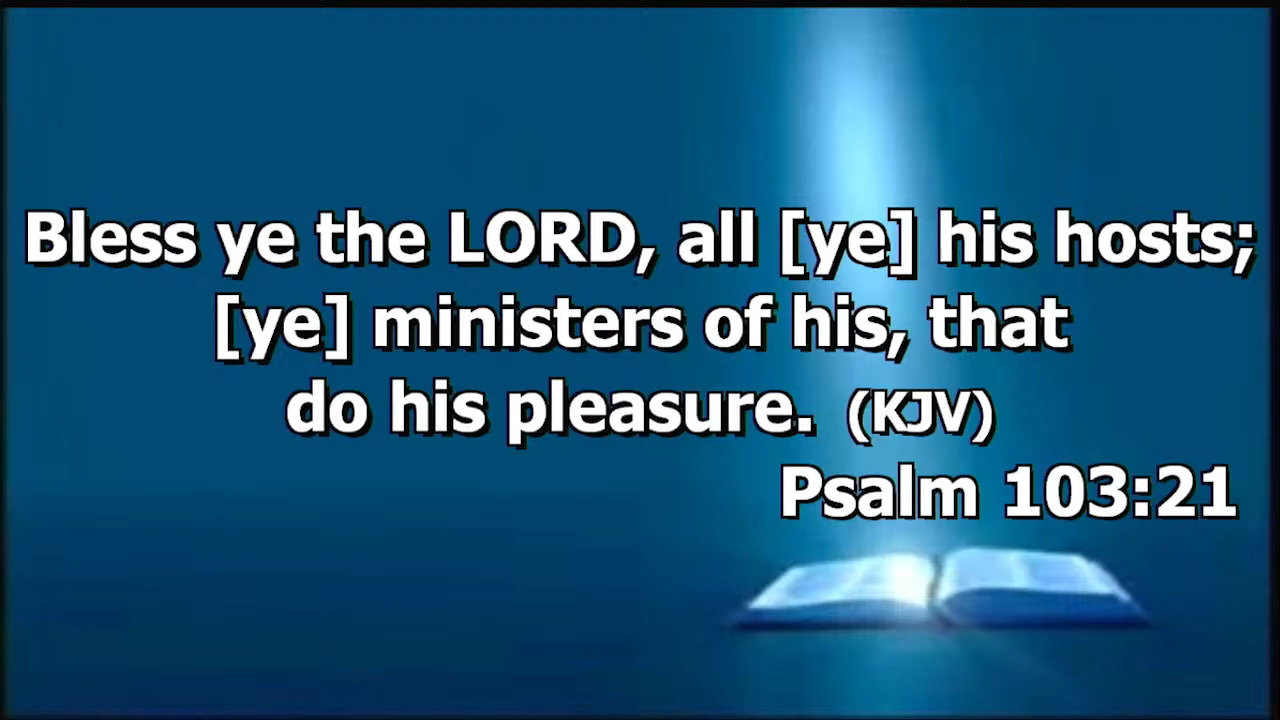 Bless ye the LORD, all [ye] his hosts;
[ye] ministers of his, that
do his pleasure. (KJV)
Psalm 103:21